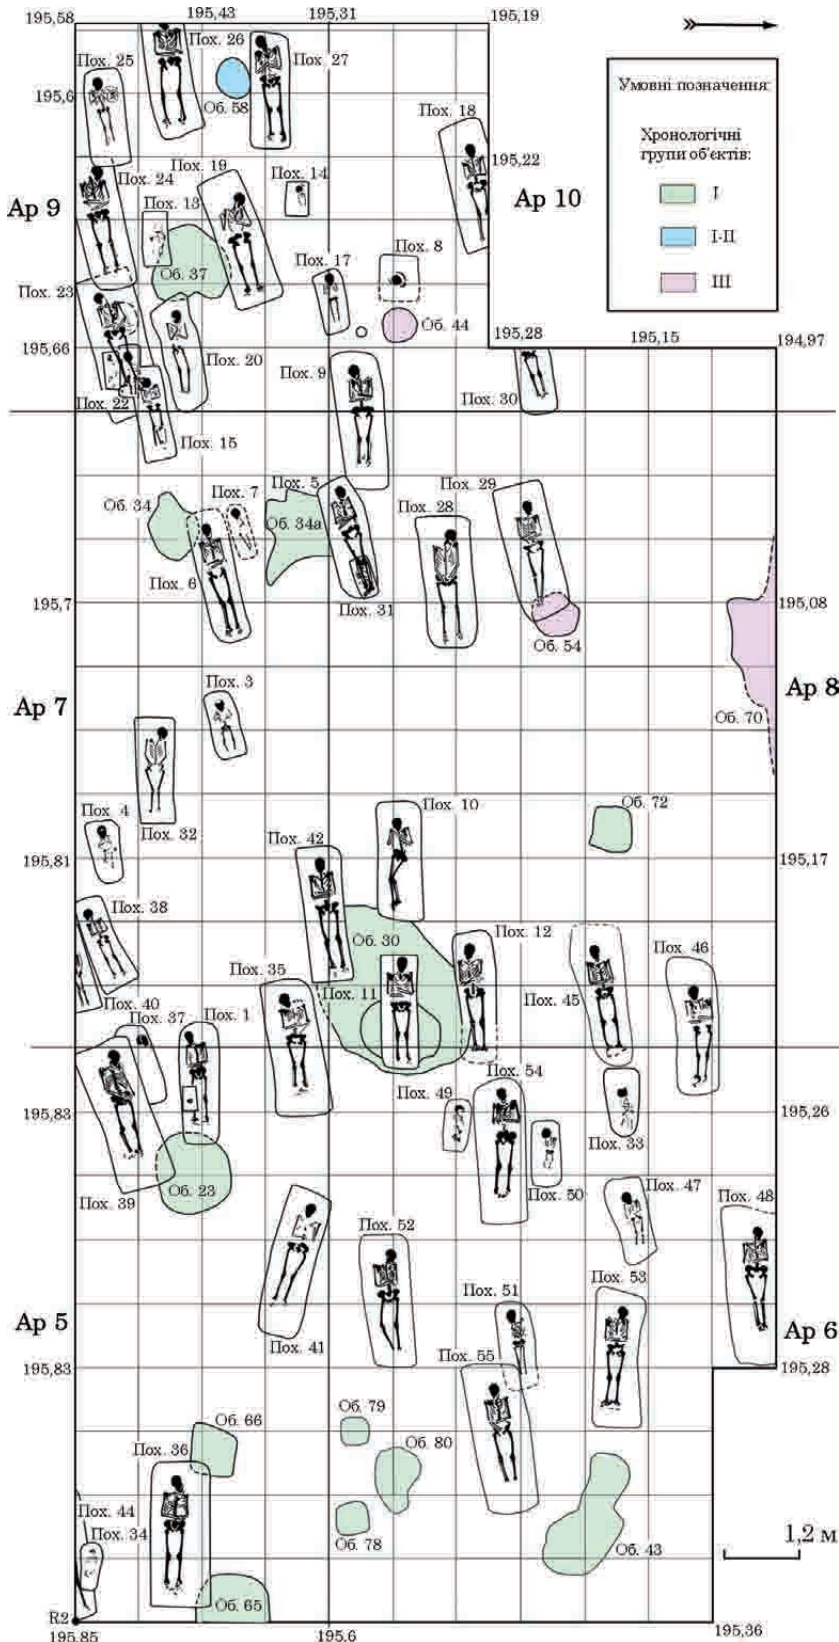 195,58
195,43
195,31
195,19
Пох. 26
Пох. 25
Пох. 27
195,6
Об. 58
Пох. 18
Умовні позначення
Хронологічні
групи об'єктів:
I
I-II
III
195,22
Пох. 19
Пох. 14
Пох. 24
Пох. 13
Ар 9
Ар 10
Пох. 8
Об. 37
Пох. 17
Пох. 23
Об. 44
195,28
195,15
194,97
195,66
Пох. 20
Пох. 9
Пох. 22
Пох. 30
Пох. 15
Пох. 5
Пох. 29
Пох. 7
Об. 34
Пох. 28
Об. 34а
Пох. 6
Пох. 31
195,7
195,08
Об. 54
Пох. 3
Ар 7
Ар 8
Об. 70
Об. 72
Пох. 10
Пох. 4
Пох. 32
Пох. 42
195,81
195,17
Пох. 38
Пох. 12
Об. 30
Пох. 46
Пох. 35
Пох. 11
Пох. 45
Пох. 40
Пох. 37
Пох. 1
Пох. 54
Пох. 49
195,83
195,26
Пох. 33
Об. 23
Пох. 50
Пох. 39
Пох. 47
Пох. 48
Пох. 52
Пох. 51
Пох. 53
Ар 5
Ар 6
Пох. 41
Пох. 55
195,83
195,28
Об. 79
Об. 66
Об. 80
Пох. 36
Пох. 44
Пох. 34
Об. 78
Об. 43
1,2 м
Об. 65
R2
195,85
195,6
195,36